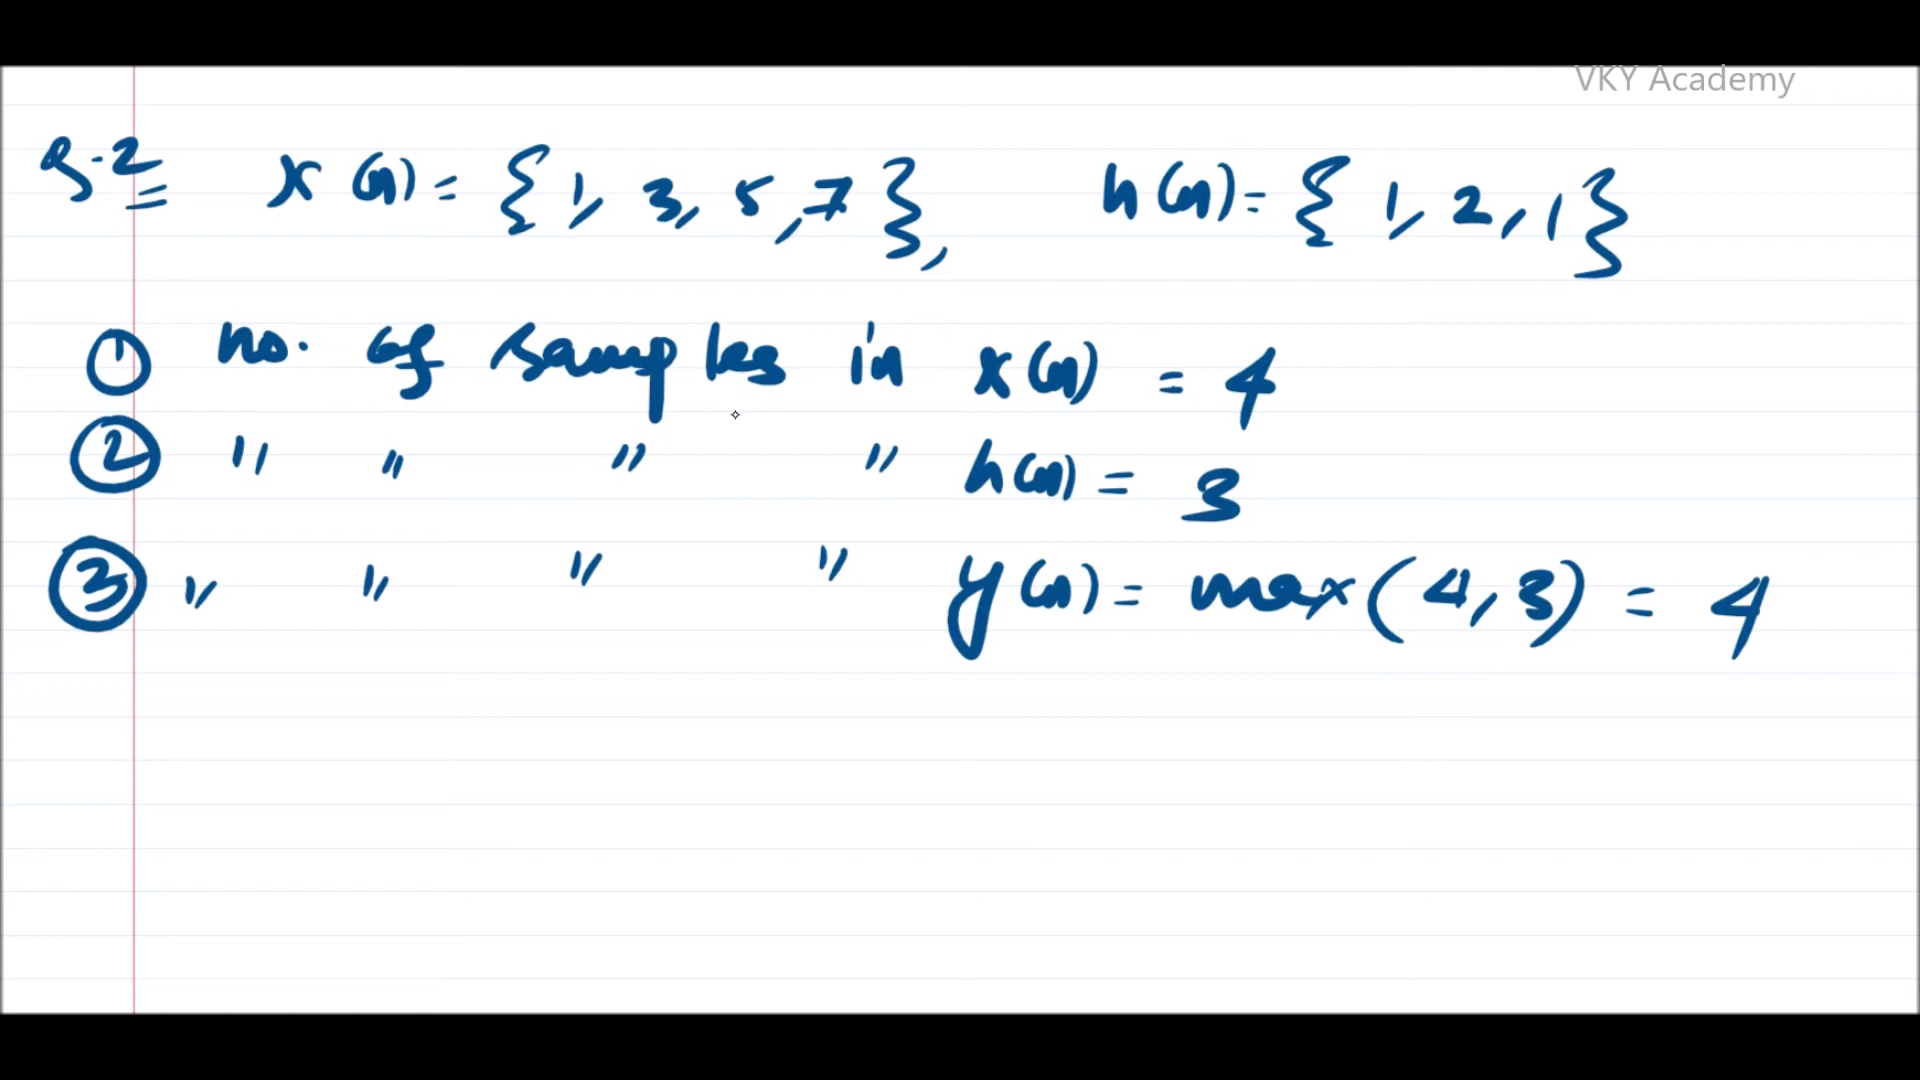 VKY Academy
Q.2 x(n) = {1, 3, 5, 7}, h(n) = {1, 2, 1}
① no. of samples in x(n) = 4
② " " " " h(n) = 3
③ " " " " y(n) = max(4, 3) = 4